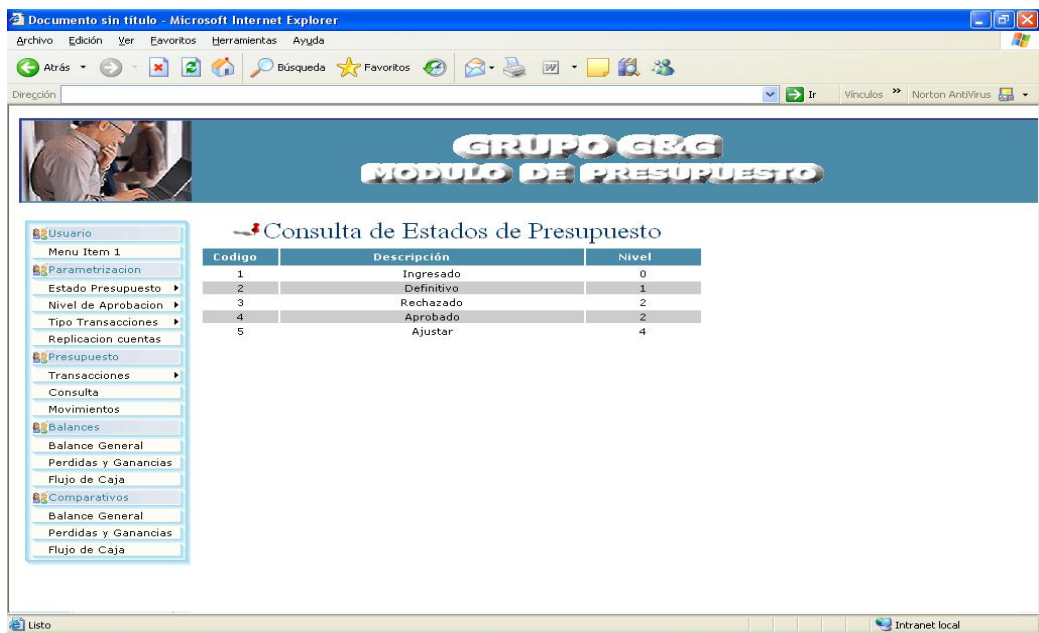 Documento sin título - Microsoft Internet Explorer
Archivo Edición Ver Favoritos Herramientas Ayuda
Atrás Búsqueda Favoritos
Dirección Ir Vínculos » Norton AntiVirus
GRUPO G&G
MODULO DE PRESUPUESTO
Usuario
Menu Item 1
Parametrizacion
Estado Presupuesto
Nivel de Aprobacion
Tipo Transacciones
Replicacion cuentas
Presupuesto
Transacciones
Consulta
Movimientos
Balances
Balance General
Perdidas y Ganancias
Flujo de Caja
Comparativos
Balance General
Perdidas y Ganancias
Flujo de Caja
Consulta de Estados de Presupuesto
Codigo Descripción Nivel
1 Ingresado 0
2 Definitivo 1
3 Rechazado 2
4 Aprobado 2
5 Ajustar 4
Listo Intranet local